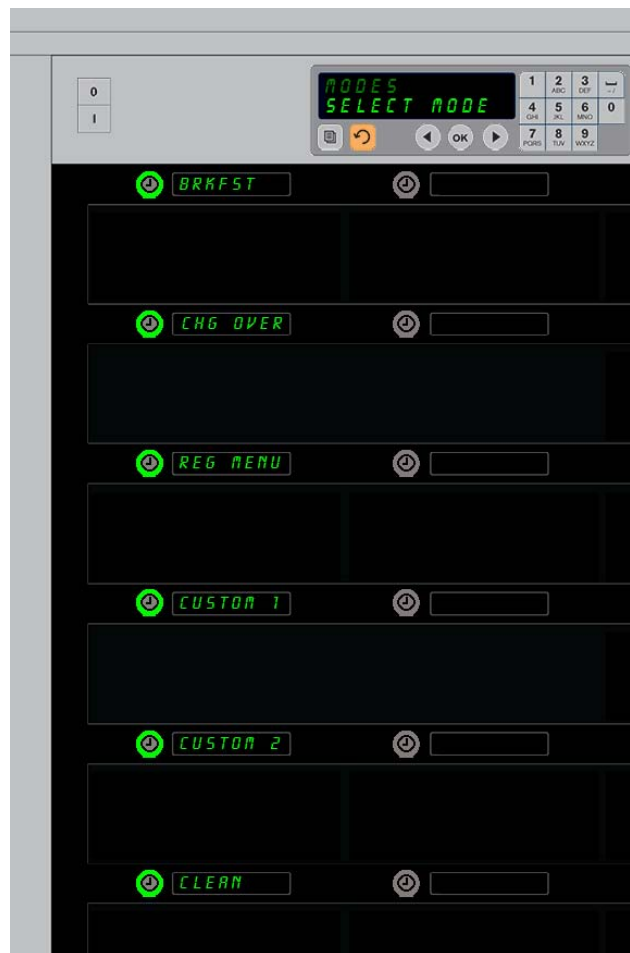 0
I
MODES
SELECT MODE
1
2 ABC
3 DEF
4 GHI
5 JKL
6 MNO
0
OK
7 PQRS
8 TUV
9 WXYZ
BRKFST
CHG OVER
REG MENU
CUSTOM 1
CUSTOM 2
CLEAN